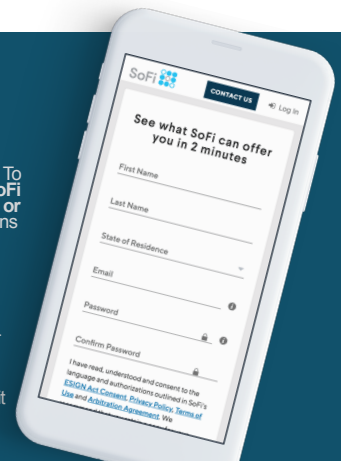 To
oFi
or
ns
it
SoFi
CONTACT US
Log In
See what SoFi can offer
you in 2 minutes
First Name
Last Name
State of Residence
Email
Password
Confirm Password
I have read, understood and consent to the
language and authorizations outlined in SoFi's
ESIGN Act Consent, Privacy Policy, Terms of
Use and Arbitration Agreement. We